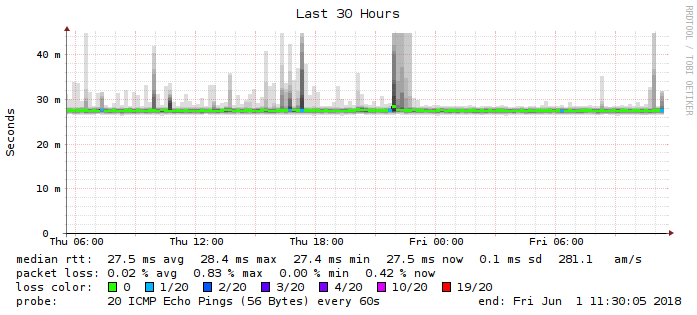 Last 30 Hours
RRDTOOL / TOBI OETIKER
Seconds
40 m
30 m
20 m
10 m
0
Thu 06:00 Thu 12:00 Thu 18:00 Fri 00:00 Fri 06:00
median rtt: 27.5 ms avg 28.4 ms max 27.4 ms min 27.5 ms now 0.1 ms sd 281.1 am/s
packet loss: 0.02 % avg 0.83 % max 0.00 % min 0.42 % now
loss color: 0 1/20 2/20 3/20 4/20 10/20 19/20
probe: 20 ICMP Echo Pings (56 Bytes) every 60s end: Fri Jun 1 11:30:05 2018